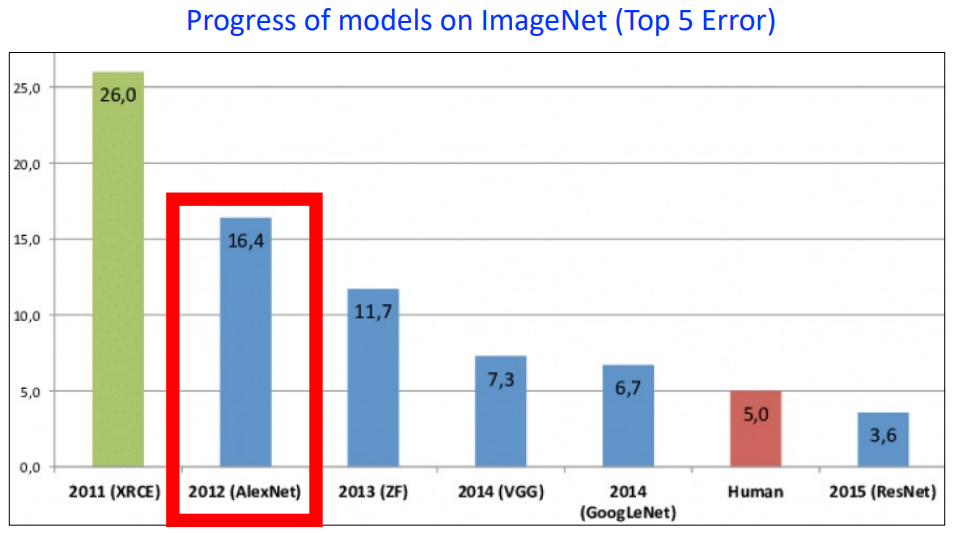 Progress of models on ImageNet (Top 5 Error)
25,0
20,0
15,0
10,0
5,0
0,0
26,0
16,4
11,7
7,3
6,7
5,0
3,6
2011 (XRCE)
2012 (AlexNet)
2013 (ZF)
2014 (VGG)
2014
(GoogLeNet)
Human
2015 (ResNet)